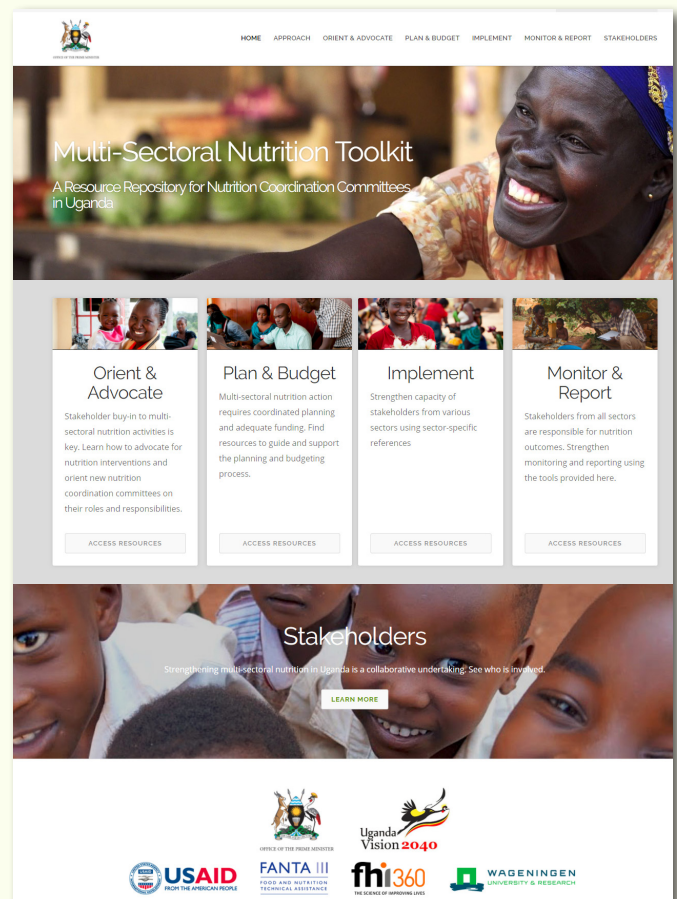 OFFICE OF THE PRIME MINISTER
HOME APPROACH ORIENT & ADVOCATE PLAN & BUDGET IMPLEMENT MONITOR & REPORT STAKEHOLDERS
Multi-Sectoral Nutrition Toolkit
A Resource Repository for Nutrition Coordination Committees
in Uganda
Orient &
Advocate
Stakeholder buy-in to multi-
sectoral nutrition activities is
key. Learn how to advocate for
nutrition interventions and
orient new nutrition
coordination committees on
their roles and responsibilities.
ACCESS RESOURCES
Plan & Budget
Multi-sectoral nutrition action
requires coordinated planning
and adequate funding. Find
resources to guide and support
the planning and budgeting
process.
ACCESS RESOURCES
Implement
Strengthen capacity of
stakeholders from various
sectors using sector-specific
references
ACCESS RESOURCES
Monitor &
Report
Stakeholders from all sectors
are responsible for nutrition
outcomes. Strengthen
monitoring and reporting using
the tools provided here.
ACCESS RESOURCES
Stakeholders
Strengthening multi-sectoral nutrition in Uganda is a collaborative undertaking. See who is involved.
LEARN MORE
OFFICE OF THE PRIME MINISTER
Uganda
Vision 2040
USAID
FROM THE AMERICAN PEOPLE
FANTA III
FOOD AND NUTRITION
TECHNICAL ASSISTANCE
fhi360
THE SCIENCE OF IMPROVING LIVES
WAGENINGEN
UNIVERSITY & RESEARCH